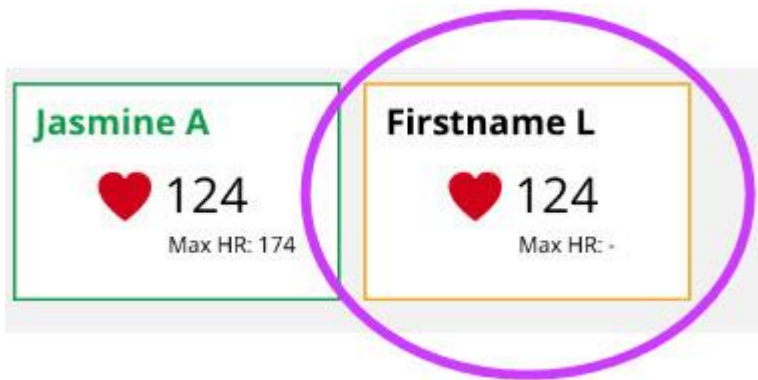 Jasmine A
124
Max HR: 174
Firstname L
124
Max HR: -